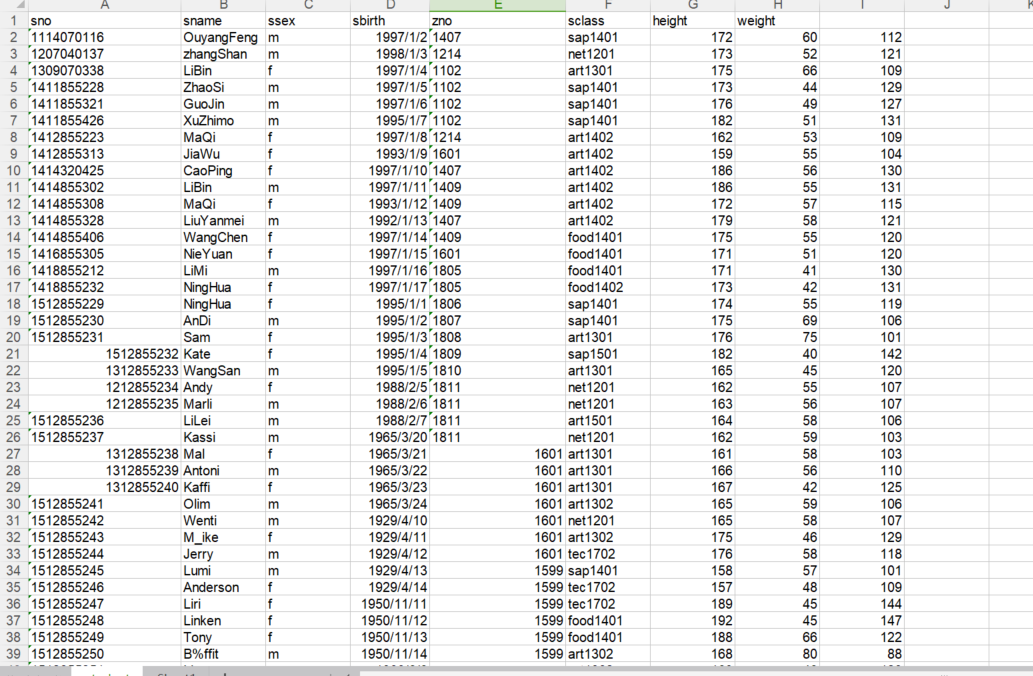 A B C D E F G H I J
1 sno sname ssex sbirth zno sclass height weight
2 1114070116 OuyangFeng m 1997/1/2 1407 sap1401 172 60 112
3 1207040137 zhangShan m 1998/1/3 1214 net1201 173 52 121
4 1309070338 LiBin f 1997/1/4 1102 art1301 175 66 109
5 1411855228 ZhaoSi m 1997/1/5 1102 sap1401 173 44 129
6 1411855321 GuoJin m 1997/1/6 1102 sap1401 176 49 127
7 1411855426 XuZhimo m 1995/1/7 1102 sap1401 182 51 131
8 1412855223 MaQi f 1997/1/8 1214 art1402 162 53 109
9 1412855313 JiaWu f 1993/1/9 1601 art1402 159 55 104
10 1414320425 CaoPing f 1997/1/10 1407 art1402 186 56 130
11 1414855302 LiBin m 1997/1/11 1409 art1402 186 55 131
12 1414855308 MaQi f 1993/1/12 1409 art1402 172 57 115
13 1414855328 LiuYanmei m 1992/1/13 1407 art1402 179 58 121
14 1414855406 WangChen f 1997/1/14 1409 food1401 175 55 120
15 1416855305 NieYuan f 1997/1/15 1601 food1401 171 51 120
16 1418855212 LiMi m 1997/1/16 1805 food1401 171 41 130
17 1418855232 NingHua f 1997/1/17 1805 food1402 173 42 131
18 1512855229 NingHua f 1995/1/1 1806 sap1401 174 55 119
19 1512855230 AnDi m 1995/1/2 1807 sap1401 175 69 106
20 1512855231 Sam f 1995/1/3 1808 art1301 176 75 101
21 1512855232 Kate f 1995/1/4 1809 sap1501 182 40 142
22 1312855233 WangSan m 1995/1/5 1810 art1301 165 45 120
23 1212855234 Andy f 1988/2/5 1811 net1201 162 55 107
24 1212855235 Marli m 1988/2/6 1811 net1201 163 56 107
25 1512855236 LiLei m 1988/2/7 1811 art1501 164 58 106
26 1512855237 Kassi m 1965/3/20 1811 net1201 162 59 103
27 1312855238 Mal f 1965/3/21 1601 art1301 161 58 103
28 1312855239 Antoni m 1965/3/22 1601 art1301 166 56 110
29 1312855240 Kaffi f 1965/3/23 1601 art1301 167 42 125
30 1512855241 Olim m 1965/3/24 1601 art1302 165 59 106
31 1512855242 Wenti m 1929/4/10 1601 net1201 165 58 107
32 1512855243 M_ike f 1929/4/11 1601 art1302 175 46 129
33 1512855244 Jerry m 1929/4/12 1601 tec1702 176 58 118
34 1512855245 Lumi m 1929/4/13 1599 sap1401 158 57 101
35 1512855246 Anderson f 1929/4/14 1599 tec1702 157 48 109
36 1512855247 Liri f 1950/11/11 1599 tec1702 189 45 144
37 1512855248 Linken f 1950/11/12 1599 food1401 192 45 147
38 1512855249 Tony f 1950/11/13 1599 food1401 188 66 122
39 1512855250 B%ffit m 1950/11/14 1599 art1302 168 80 88